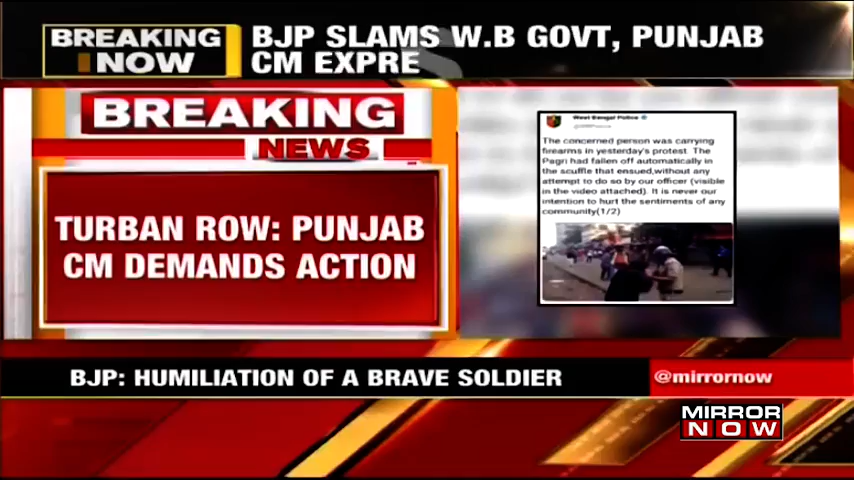 BREAKING
NOW
BJP SLAMS W.B GOVT, PUNJAB
CM EXPRE
BREAKING
NEWS
TURBAN ROW: PUNJAB
CM DEMANDS ACTION
West Bengal Police
The concerned person was carrying
firearms in yesterday's protest. The
Pagri had fallen off automatically in
the scuffle that ensued,without any
attempt to do so by our officer (visible
in the video attached). It is never our
intention to hurt the sentiments of any
community(1/2)
BJP: HUMILIATION OF A BRAVE SOLDIER
@mirrornow
MIRROR
NOW